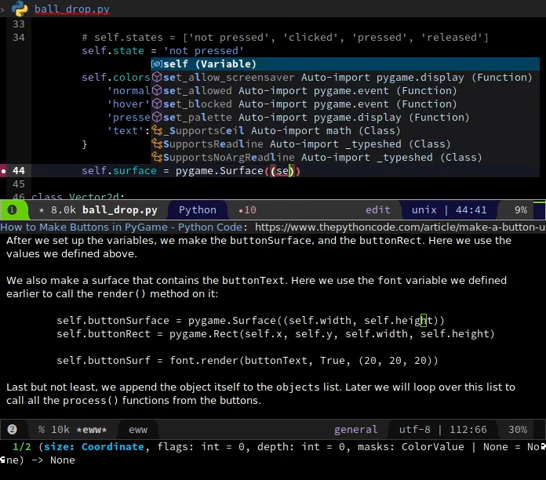 > ball_drop.py
33
34 # self.states = ['not pressed', 'clicked', 'pressed', 'released']
self.state = 'not pressed'
self (Variable)
self.colors set_allow_screensaver Auto-import pygame.display (Function)
'normal set_allowed Auto-import pygame.event (Function)
'hover' set_blocked Auto-import pygame.event (Function)
'presse set_palette Auto-import pygame.display (Function)
'text': _SupportsCeil Auto-import math (Class)
} SupportsReadline Auto-import _typeshed (Class)
SupportsNoArgReadline Auto-import _typeshed (Class)
44 self.surface = pygame.Surface((se))
45
46 class Vector2d:
1 * 8.0k ball_drop.py Python •10 edit unix | 44:41 9%
How to Make Buttons in PyGame - Python Code: https://www.thepythoncode.com/article/make-a-button-u
After we set up the variables, we make the buttonSurface, and the buttonRect. Here we use the
values we defined above.
We also make a surface that contains the buttonText. Here we use the font variable we defined
earlier to call the render() method on it:
self.buttonSurface = pygame.Surface((self.width, self.height))
self.buttonRect = pygame.Rect(self.x, self.y, self.width, self.height)
self.buttonSurf = font.render(buttonText, True, (20, 20, 20))
Last but not least, we append the object itself to the objects list. Later we will loop over this list to
call all the process() functions from the buttons.
2 % 10k *eww* eww general utf-8 | 112:66 30%
1/2 (size: Coordinate, flags: int = 0, depth: int = 0, masks: ColorValue | None = No
ne) -> None